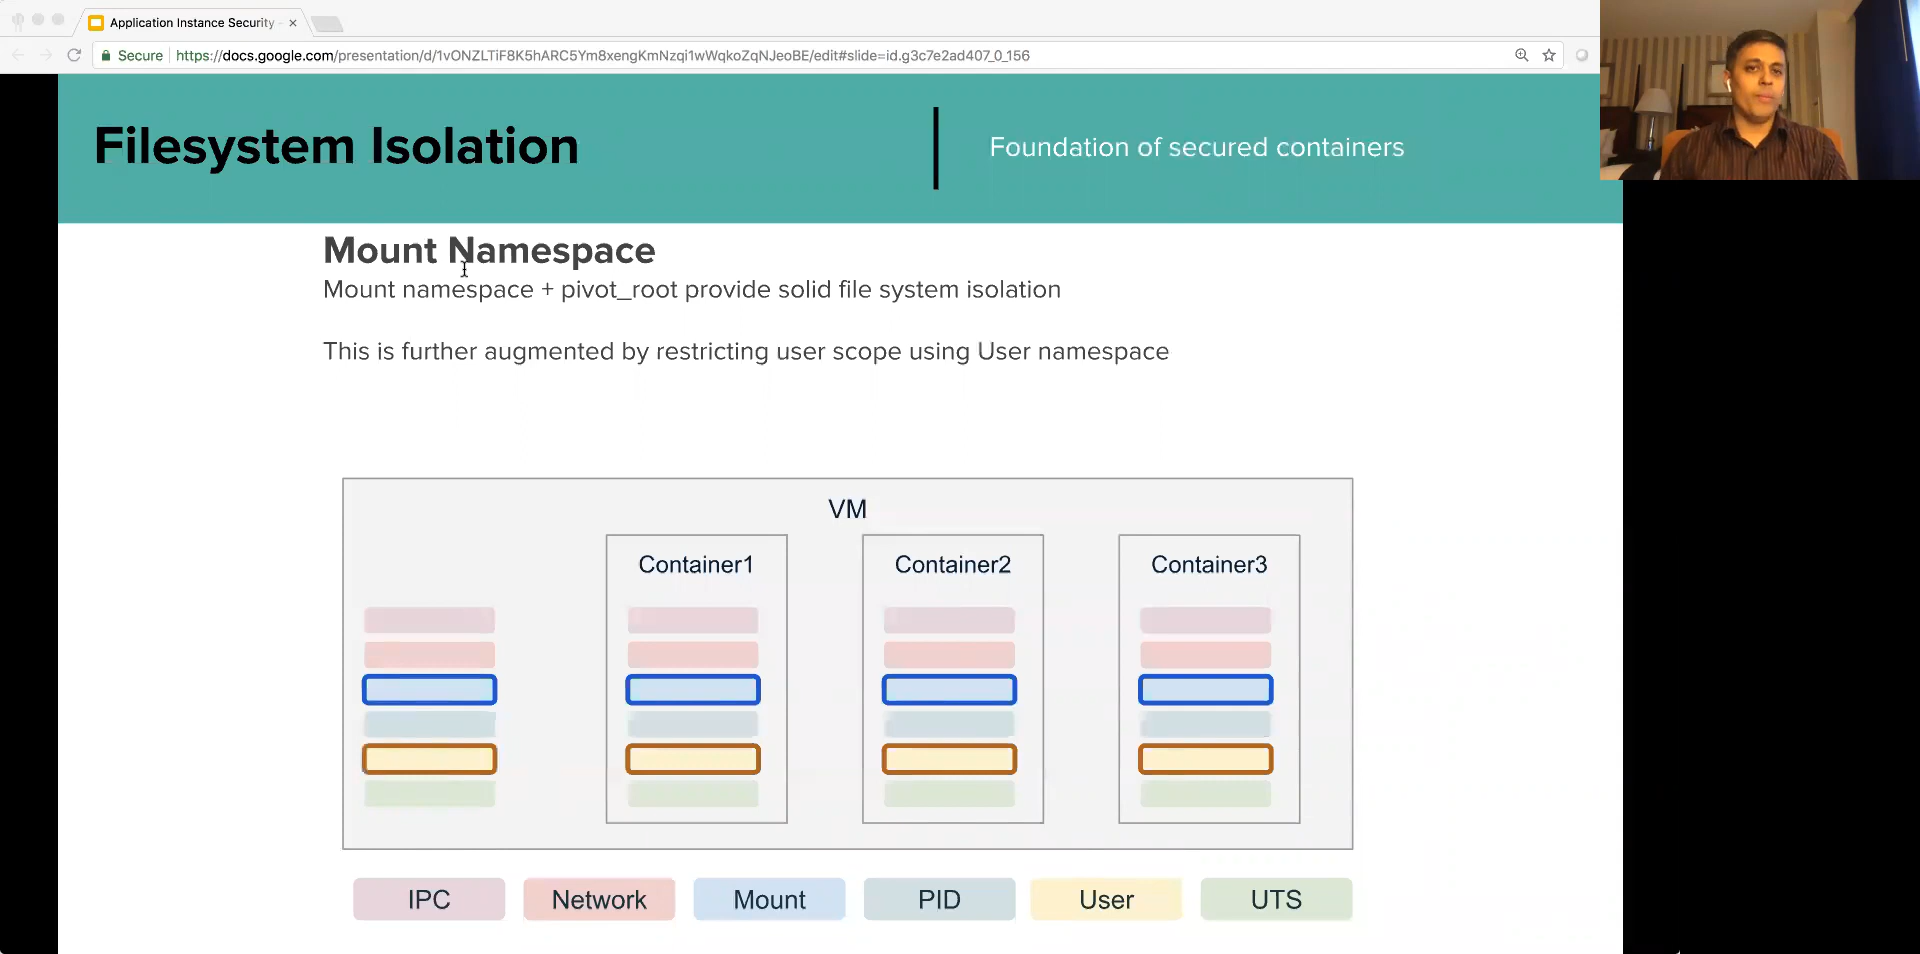 Application Instance Security -
Secure https://docs.google.com/presentation/d/1vONZLTiF8K5hARC5Ym8xengKmNzqi1wWqkoZqNJeoBE/edit#slide=id.g3c7e2ad407_0_156
Filesystem Isolation
Foundation of secured containers
Mount Namespace
Mount namespace + pivot_root provide solid file system isolation
This is further augmented by restricting user scope using User namespace
VM
Container1 Container2 Container3
IPC Network Mount PID User UTS